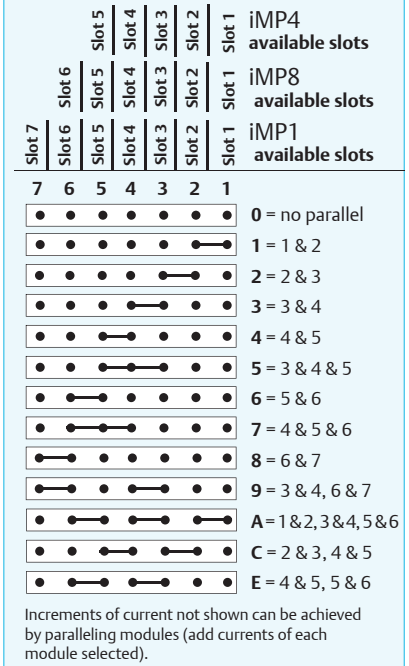 Slot 5 Slot 4 Slot 3 Slot 2 Slot 1 iMP4
available slots
Slot 6 Slot 5 Slot 4 Slot 3 Slot 2 Slot 1 iMP8
available slots
Slot 7 Slot 6 Slot 5 Slot 4 Slot 3 Slot 2 Slot 1 iMP1
available slots
7 6 5 4 3 2 1
0 = no parallel
1 = 1 & 2
2 = 2 & 3
3 = 3 & 4
4 = 4 & 5
5 = 3 & 4 & 5
6 = 5 & 6
7 = 4 & 5 & 6
8 = 6 & 7
9 = 3 & 4, 6 & 7
A = 1 & 2, 3 & 4, 5 & 6
C = 2 & 3, 4 & 5
E = 4 & 5, 5 & 6
Increments of current not shown can be achieved
by paralleling modules (add currents of each
module selected).